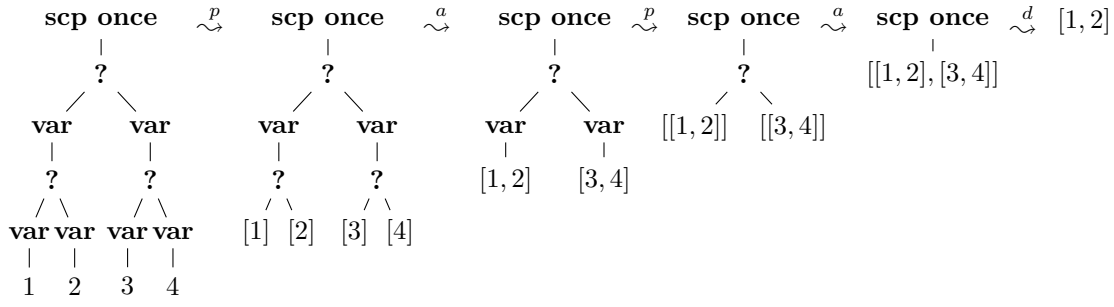 scp once p scp once a scp once p scp once a scp once d [1, 2]
? ? ? ? [[1, 2], [3, 4]]
var var var var var var [[1, 2]] [[3, 4]]
? ? ? ? [1, 2] [3, 4]
var var var var [1] [2] [3] [4]
1 2 3 4